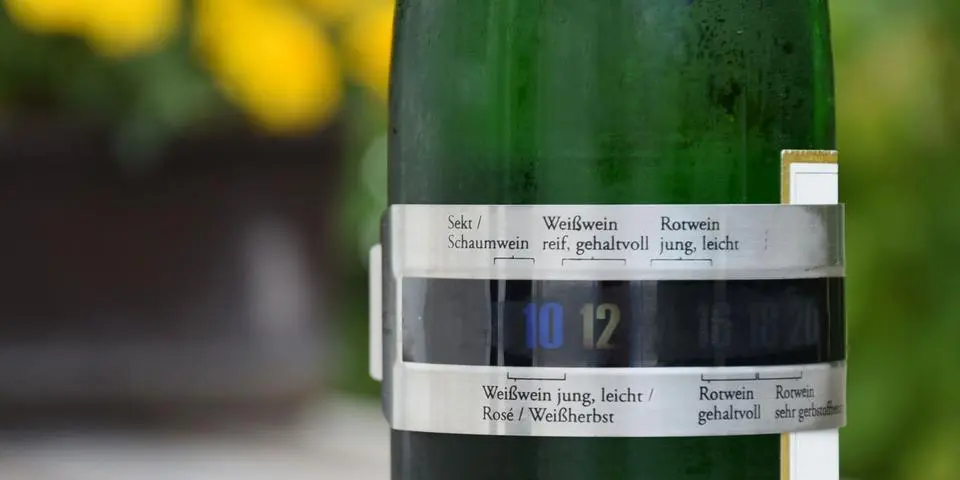 Sekt /
Schaumwein
Weißwein
reif, gehaltvoll
Rotwein
jung, leicht
10 12 16 18 20
Weißwein jung, leicht /
Rosé / Weißherbst
Rotwein
gehaltvoll
Rotwein
sehr